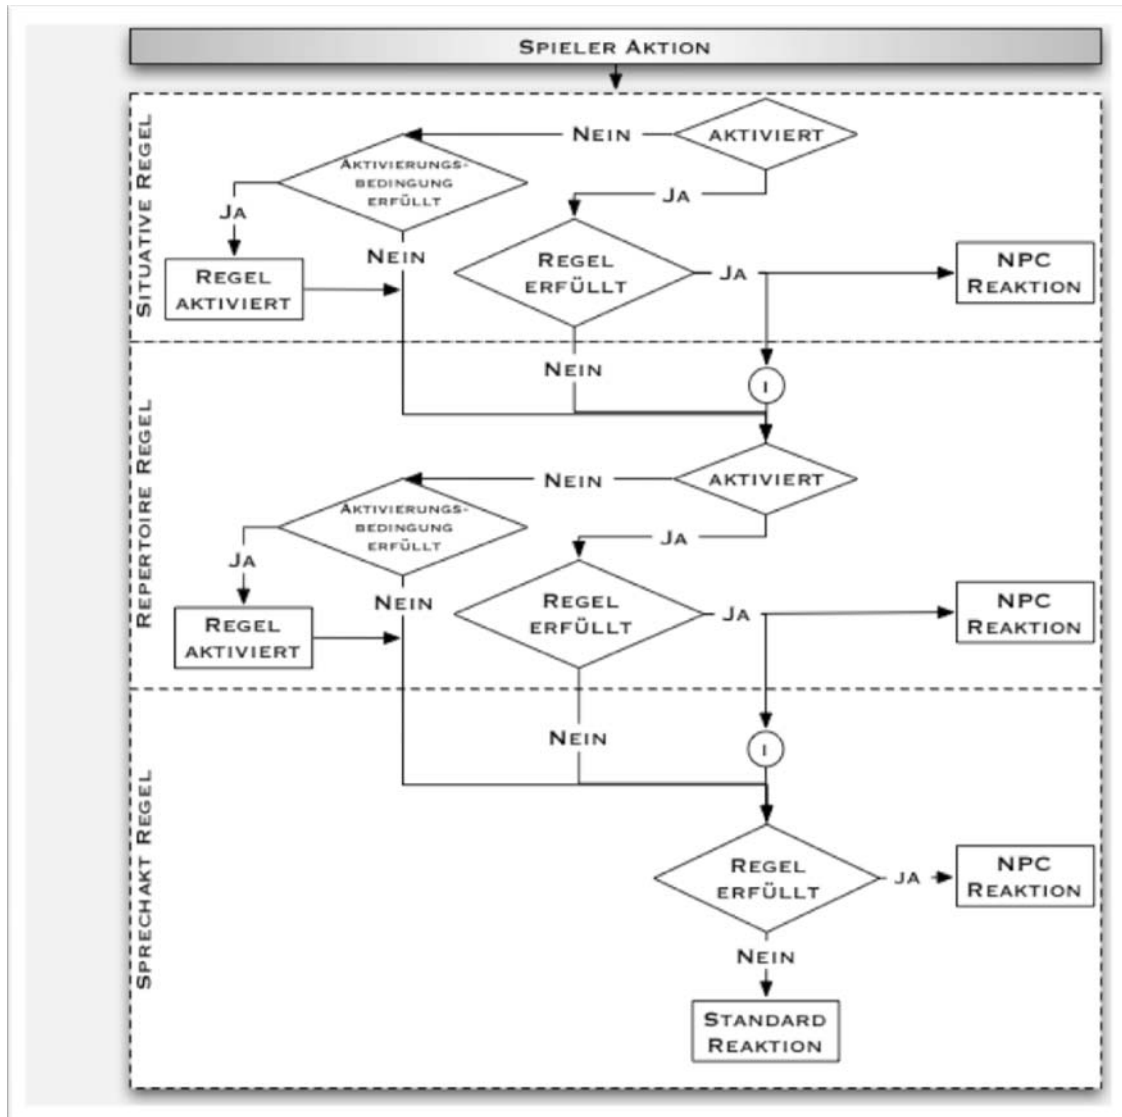 SPIELER AKTION
SITUATIVE REGEL
NEIN
AKTIVIERT
AKTIVIERUNGS-
BEDINGUNG
ERFÜLLT
JA
JA
NEIN
REGEL
ERFÜLLT
JA
NPC
REAKTION
REGEL
AKTIVIERT
NEIN
I
REPERTOIRE REGEL
NEIN
AKTIVIERT
AKTIVIERUNGS-
BEDINGUNG
ERFÜLLT
JA
JA
NEIN
REGEL
ERFÜLLT
JA
NPC
REAKTION
REGEL
AKTIVIERT
NEIN
I
SPRECHAKT REGEL
REGEL
ERFÜLLT
JA
NPC
REAKTION
NEIN
STANDARD
REAKTION